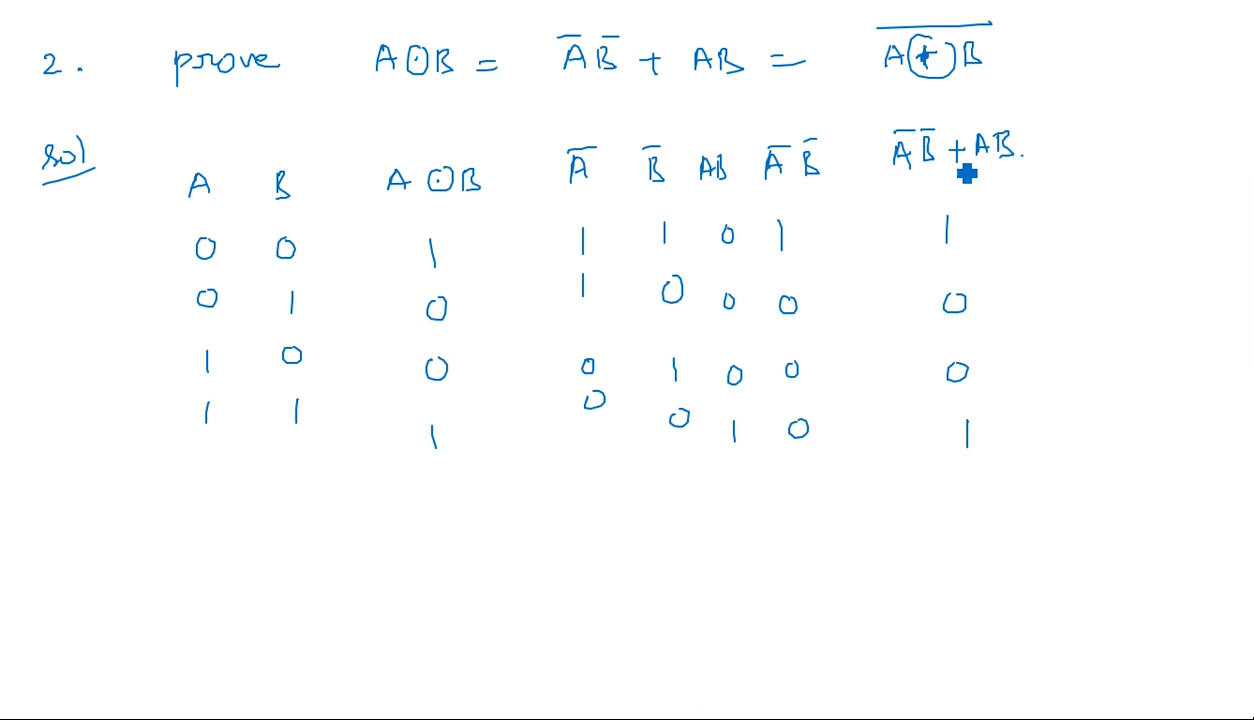 2. prove A⊙B = A̅ B̅ + AB = \overline{A⊕B}
sol
A B A⊙B A̅ B̅ AB A̅ B̅ A̅ B̅ + AB.
0 0 1 1 1 0 1 1
0 1 0 1 0 0 0 0
1 0 0 0 1 0 0 0
1 1 1 0 0 1 0 1